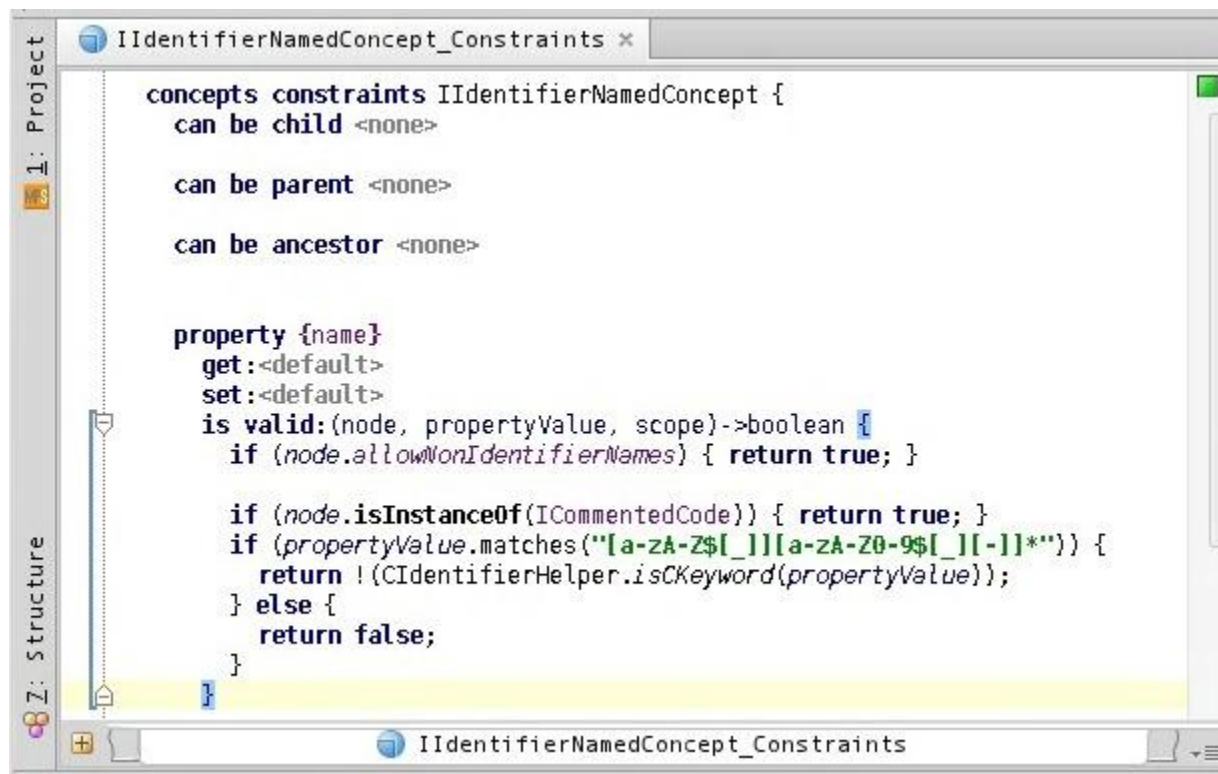 IIdentifierNamedConcept_Constraints ×
1: Project
concepts constraints IIdentifierNamedConcept {
can be child <none>
can be parent <none>
can be ancestor <none>
property {name}
get:<default>
set:<default>
is valid:(node, propertyValue, scope)->boolean {
if (node.allowNonIdentifierNames) { return true; }
if (node.isInstanceOf(ICommentedCode)) { return true; }
if (propertyValue.matches("[a-zA-Z$[_]][a-zA-Z0-9$[_][-]]*")) {
return !(CIdentifierHelper.isCKeyword(propertyValue));
} else {
return false;
}
}
Z: Structure
IIdentifierNamedConcept_Constraints